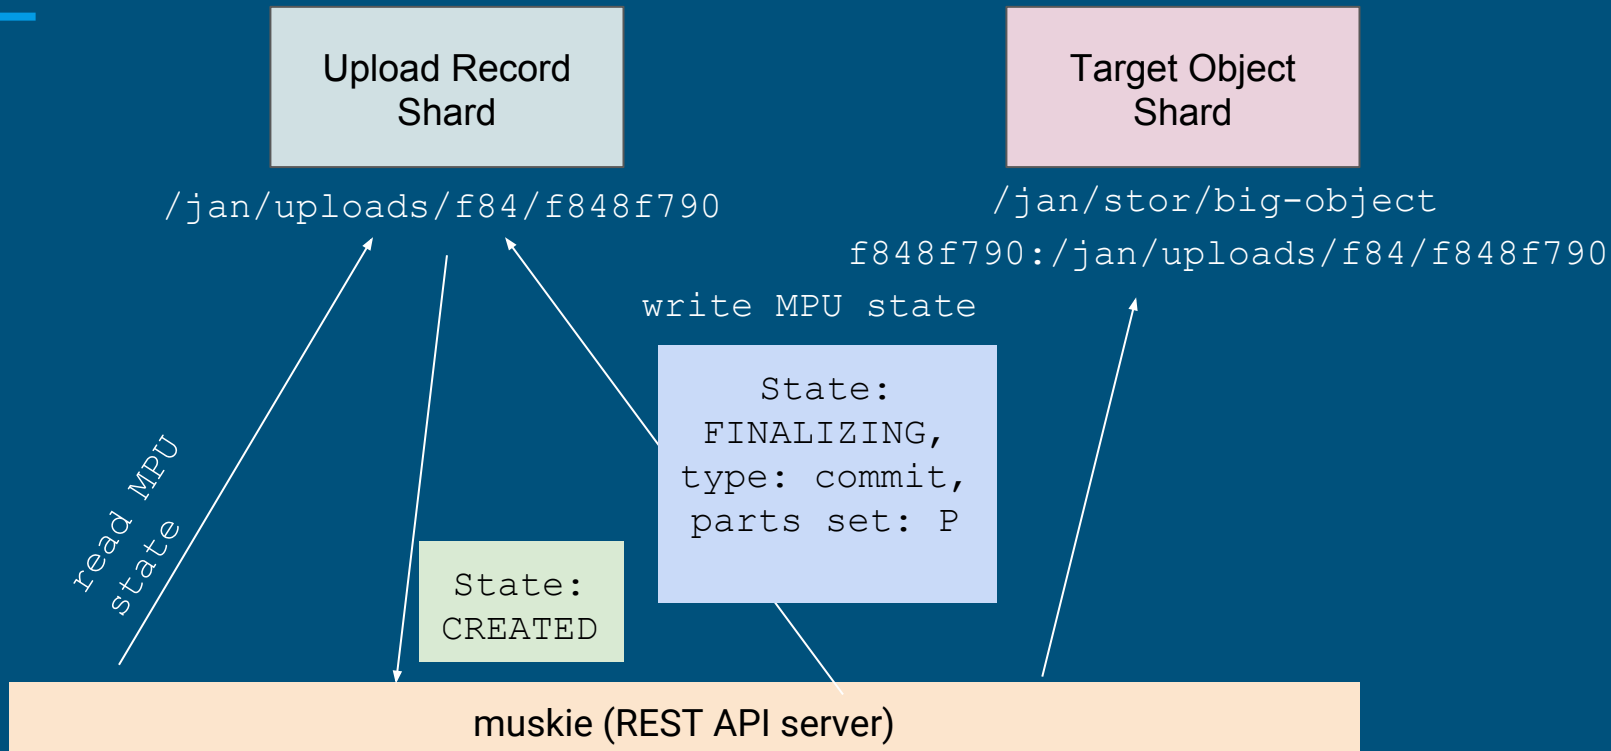 Upload Record
Shard
Target Object
Shard
/jan/uploads/f84/f848f790
/jan/stor/big-object
f848f790:/jan/uploads/f84/f848f790
write MPU state
State:
FINALIZING,
type: commit,
parts set: P
read MPU
state
State:
CREATED
muskie (REST API server)